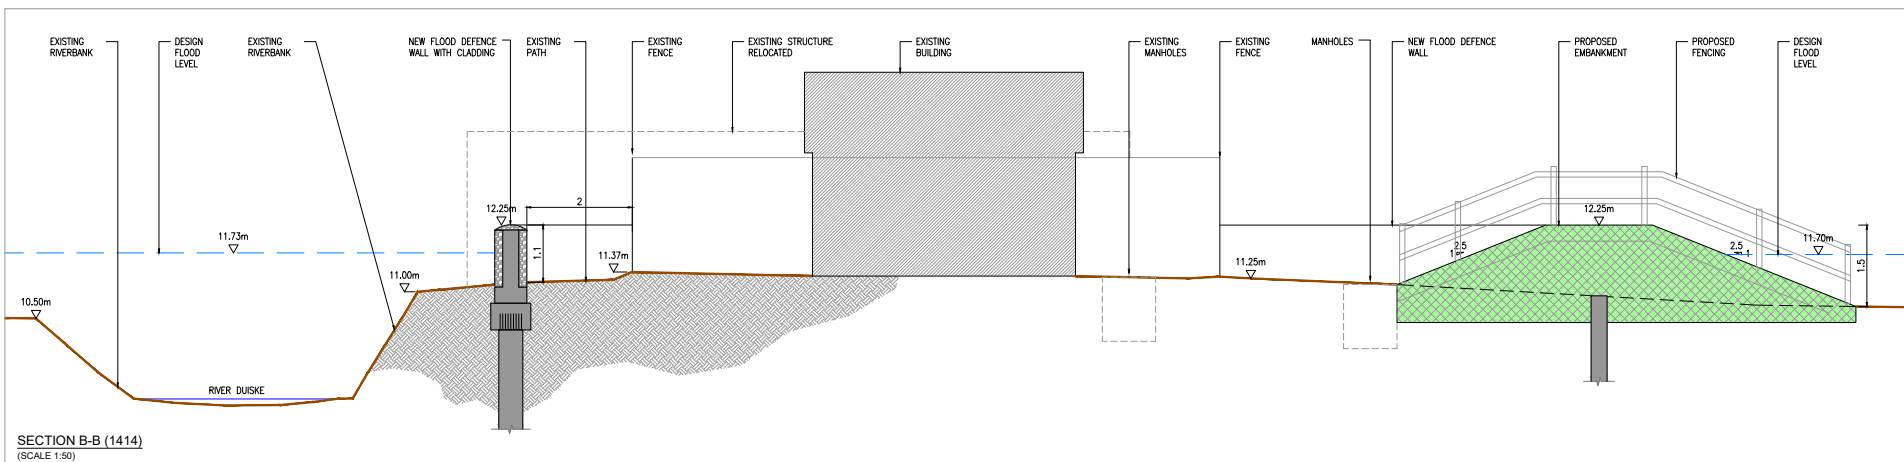 EXISTING
RIVERBANK
DESIGN
FLOOD
LEVEL
EXISTING
RIVERBANK
NEW FLOOD DEFENCE
WALL WITH CLADDING
EXISTING
PATH
EXISTING
FENCE
EXISTING STRUCTURE
RELOCATED
EXISTING
BUILDING
EXISTING
MANHOLES
EXISTING
FENCE
MANHOLES
NEW FLOOD DEFENCE
WALL
PROPOSED
EMBANKMENT
PROPOSED
FENCING
DESIGN
FLOOD
LEVEL
2
12.25m
12.25m
11.73m
1.1
2.5
1
2.5
1
11.70m
1.5
11.37m
11.00m
11.25m
10.50m
RIVER DUISKE
SECTION B-B (1414)
(SCALE 1:50)